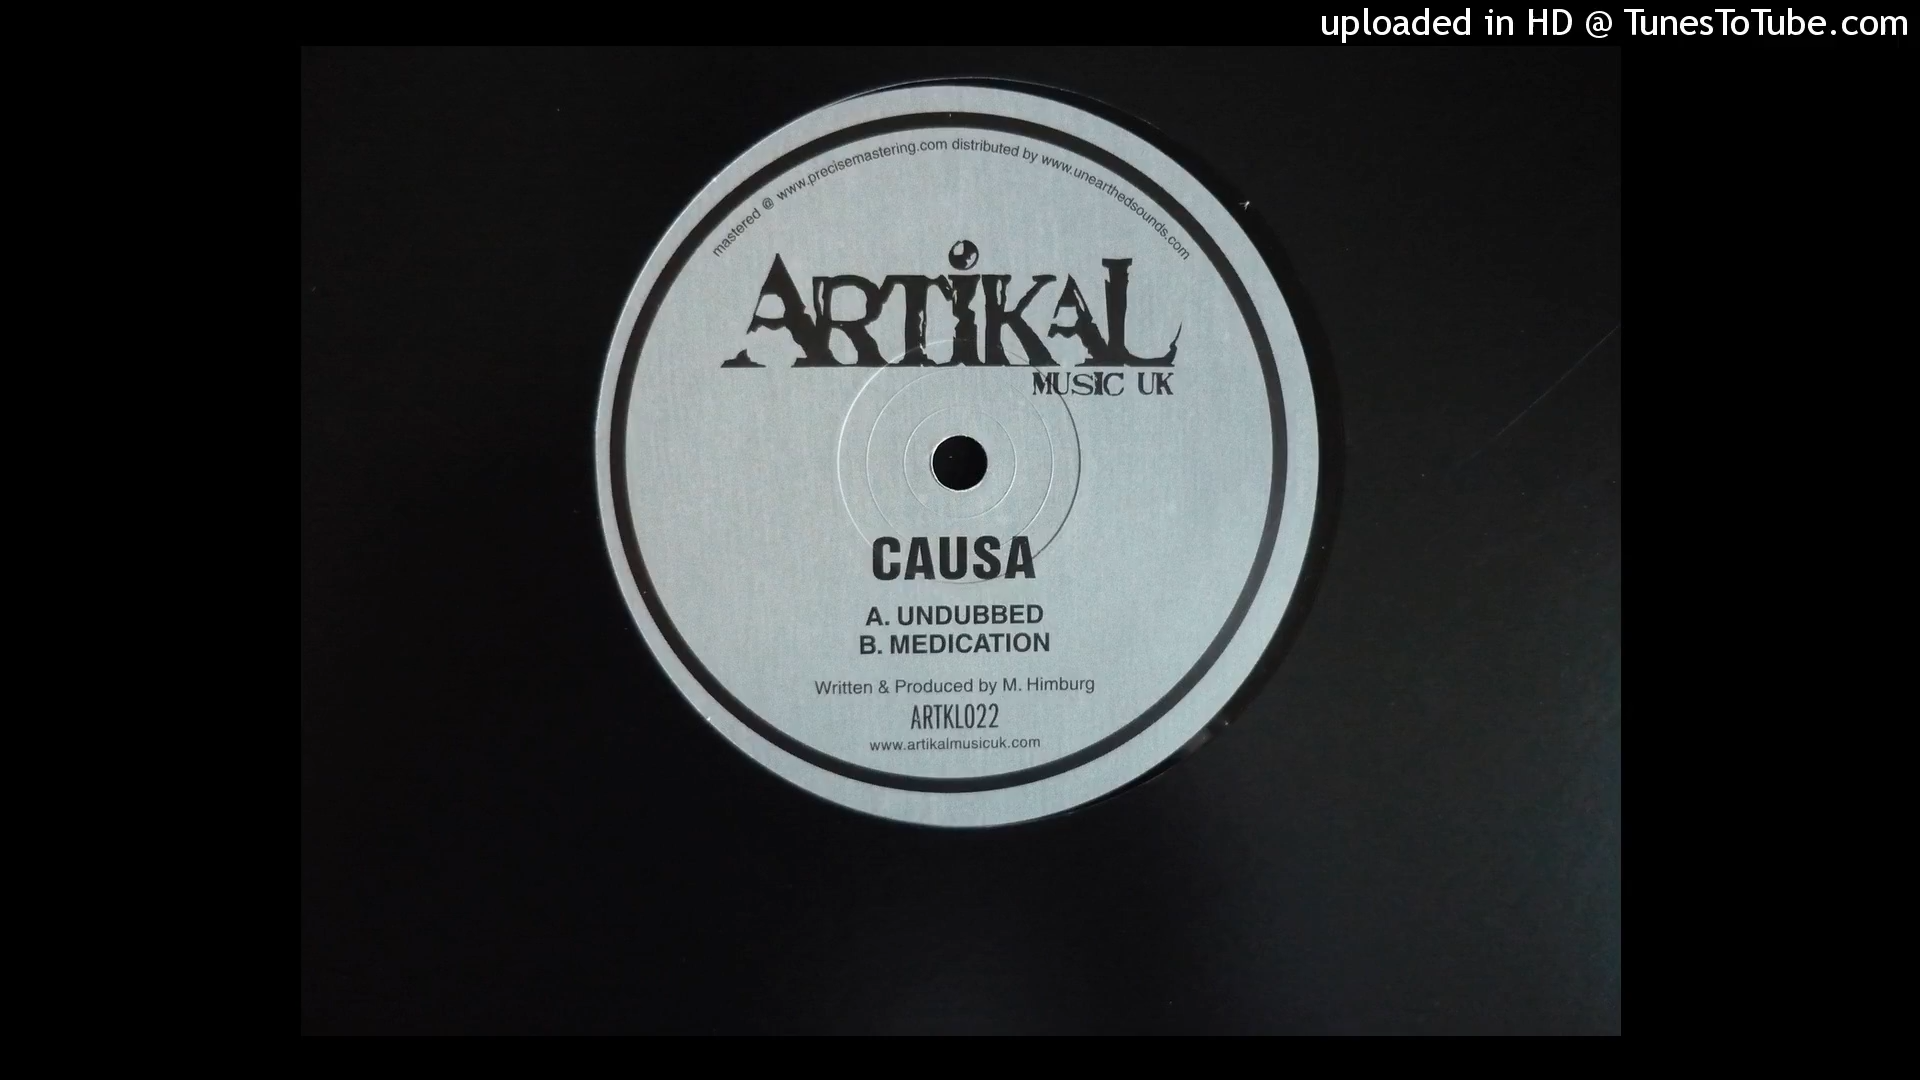 uploaded in HD @ TunesToTube.com
mastered @ www.precisemastering.com distributed by www.unearthedsounds.com
ARTiKAL
MUSIC UK
CAUSA
A. UNDUBBED
B. MEDICATION
Written & Produced by M. Himburg
ARTKL022
www.artikalmusicuk.com